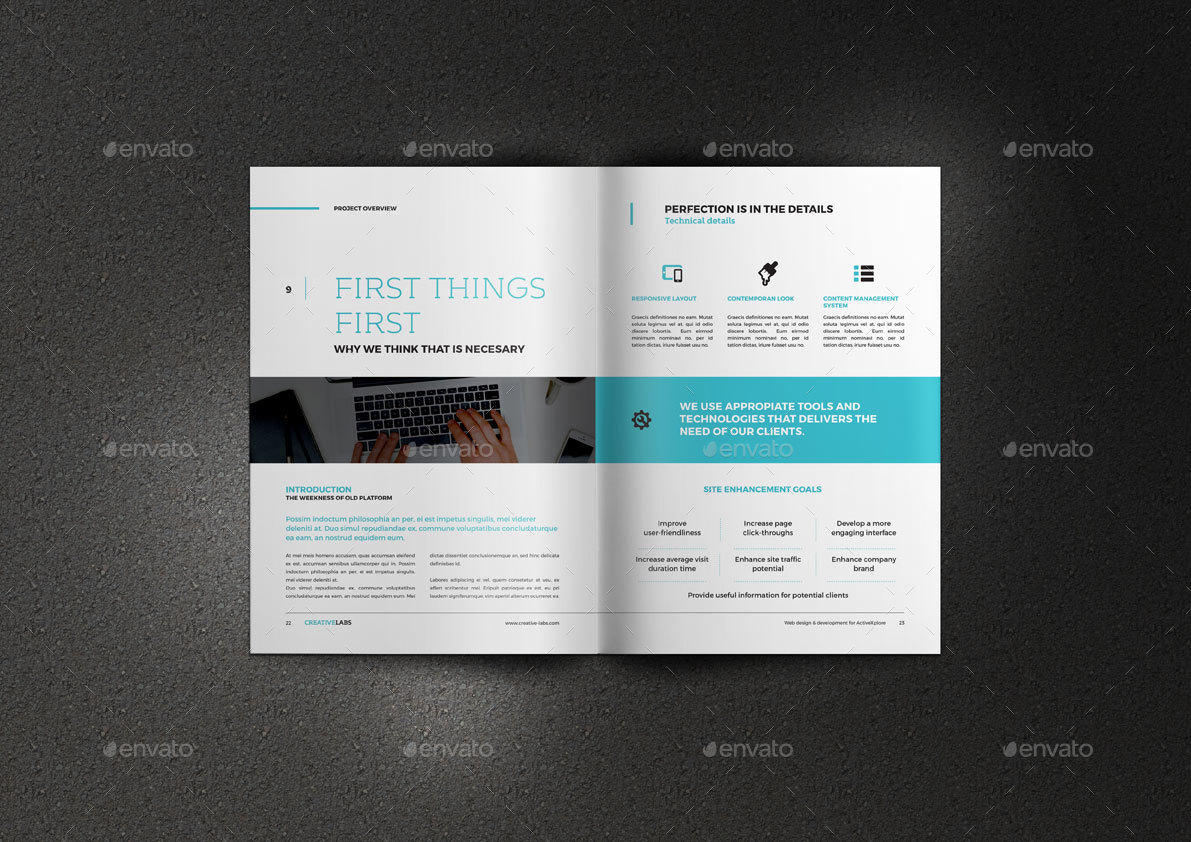 PROJECT OVERVIEW
9
FIRST THINGS
FIRST
WHY WE THINK THAT IS NECESARY
INTRODUCTION
THE WEEKNESS OF OLD PLATFORM
Possim indoctum philosophia an per, ei est impetus singulis, mei viderer
deleniti at. Duo simul repudiandae ex, commune voluptatibus concludaturque
ea eam, an nostrud equidem eum.
At mei meis homero accusam, quas accumsan eleifend
ex est, accumsan sensibus ullamcorper qui in. Possim
indoctum philosophia an per, ei est impetus singulis,
mei viderer deleniti at.
Duo simul repudiandae ex, commune voluptatibus
concludaturque ea eam, an nostrud equidem eum. Mei
dictas dissentiet conclusionemque an, sed hinc delicata
definiebas id.
Labores adipiscing ei vel, quem consetetur at usu, ex
effen scribentur mei. Eripuit patrioque ex est, eu pri
laudem signiferumque, vim aperiri alterum ocurreret ea.
22 CREATIVELABS
www.creative-labs.com
PERFECTION IS IN THE DETAILS
Technical details
RESPONSIVE LAYOUT
Graecis definitiones no eam. Mutat
soluta legimus vel at, qui id odio
discere lobortis. Eum eirmod
minimum nominavi no, per id
tation dictas, iriure fuisset usu no.
CONTEMPORAN LOOK
Graecis definitiones no eam. Mutat
soluta legimus vel at, qui id odio
discere lobortis. Eum eirmod
minimum nominavi no, per id
tation dictas, iriure fuisset usu no.
CONTENT MANAGEMENT
SYSTEM
Graecis definitiones no eam. Mutat
soluta legimus vel at, qui id odio
discere lobortis. Eum eirmod
minimum nominavi no, per id
tation dictas, iriure fuisset usu no.
WE USE APPROPIATE TOOLS AND
TECHNOLOGIES THAT DELIVERS THE
NEED OF OUR CLIENTS.
SITE ENHANCEMENT GOALS
Improve
user-friendliness
Increase page
click-throughs
Develop a more
engaging interface
Increase average visit
duration time
Enhance site traffic
potential
Enhance company
brand
Provide useful information for potential clients
Web design & development for ActiveXplore 23
envato
envato
envato
envato
envato
envato
envato
envato
envato
envato
envato
envato